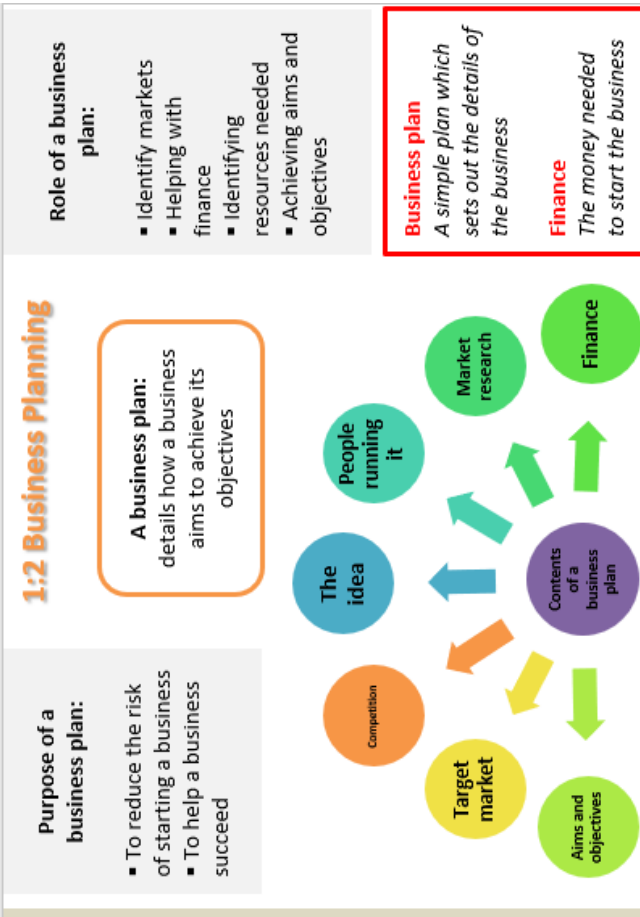 1:2 Business Planning
Purpose of a
business plan:
▪ To reduce the risk
of starting a business
▪ To help a business
succeed
A business plan:
details how a business
aims to achieve its
objectives
Role of a business
plan:
▪ Identify markets
▪ Helping with
finance
▪ Identifying
resources needed
▪ Achieving aims and
objectives
Aims and
objectives
Target
market
Competition
The
idea
People
running
it
Market
research
Finance
Contents
of a
business
plan
Business plan
A simple plan which
sets out the details of
the business
Finance
The money needed
to start the business